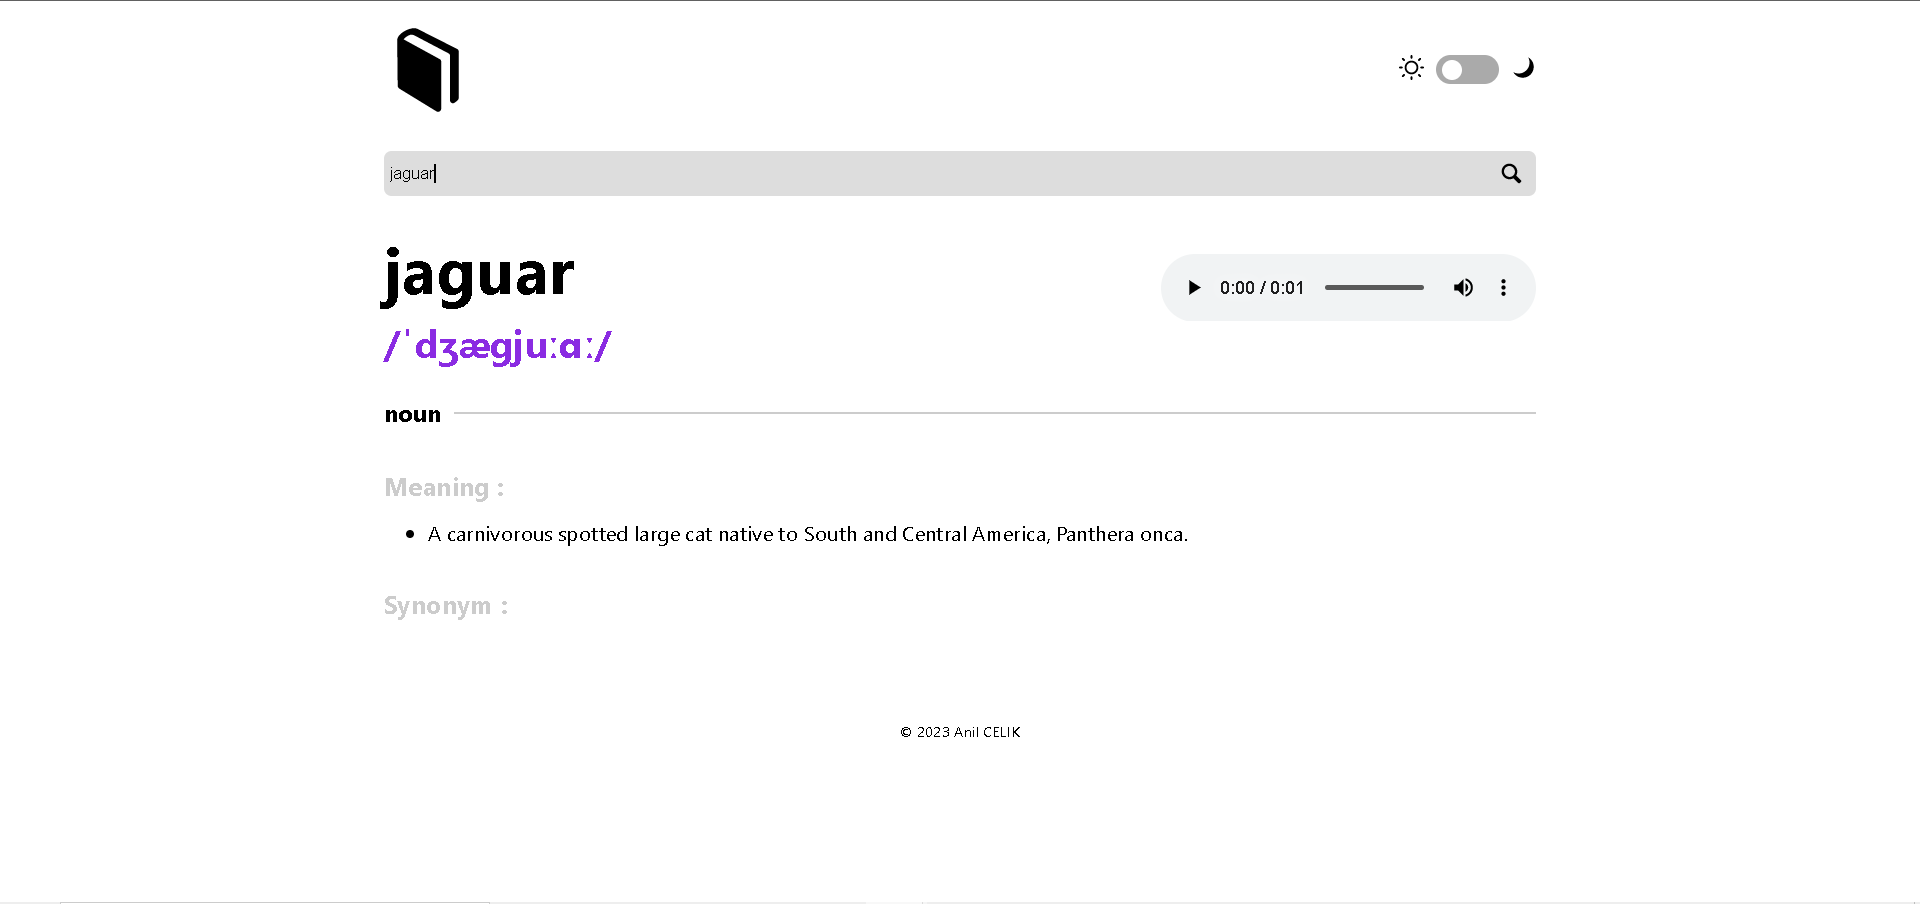 jaguar
jaguar
0:00 / 0:01
/ˈdʒæɡjuːɑː/
noun
Meaning :
A carnivorous spotted large cat native to South and Central America, Panthera onca.
Synonym :
© 2023 Anil CELIK